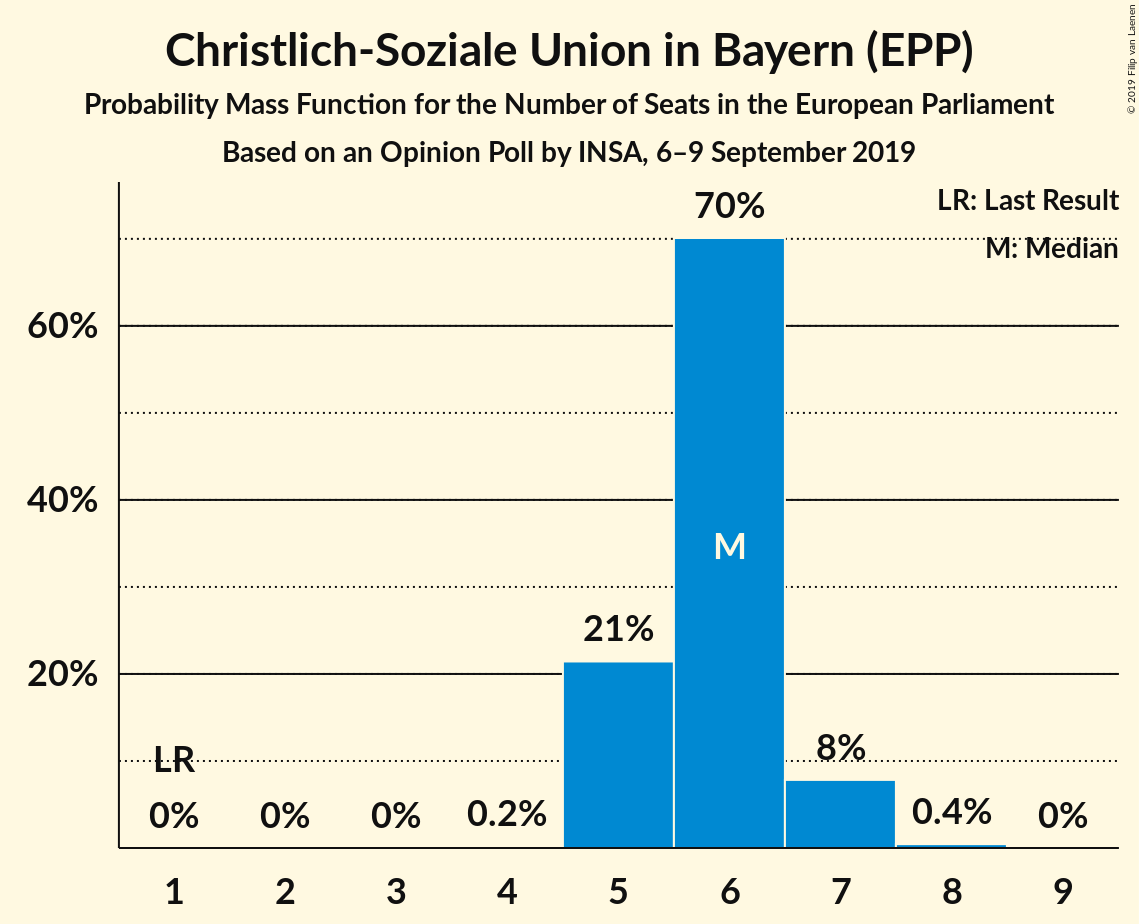 Christlich-Soziale Union in Bayern (EPP)
Probability Mass Function for the Number of Seats in the European Parliament
Based on an Opinion Poll by INSA, 6–9 September 2019
© 2019 Filip van Laenen
LR: Last Result
M: Median
70%
60%
40%
20%
M
21%
LR
8%
0% 0% 0% 0.2% 0.4% 0%
1 2 3 4 5 6 7 8 9